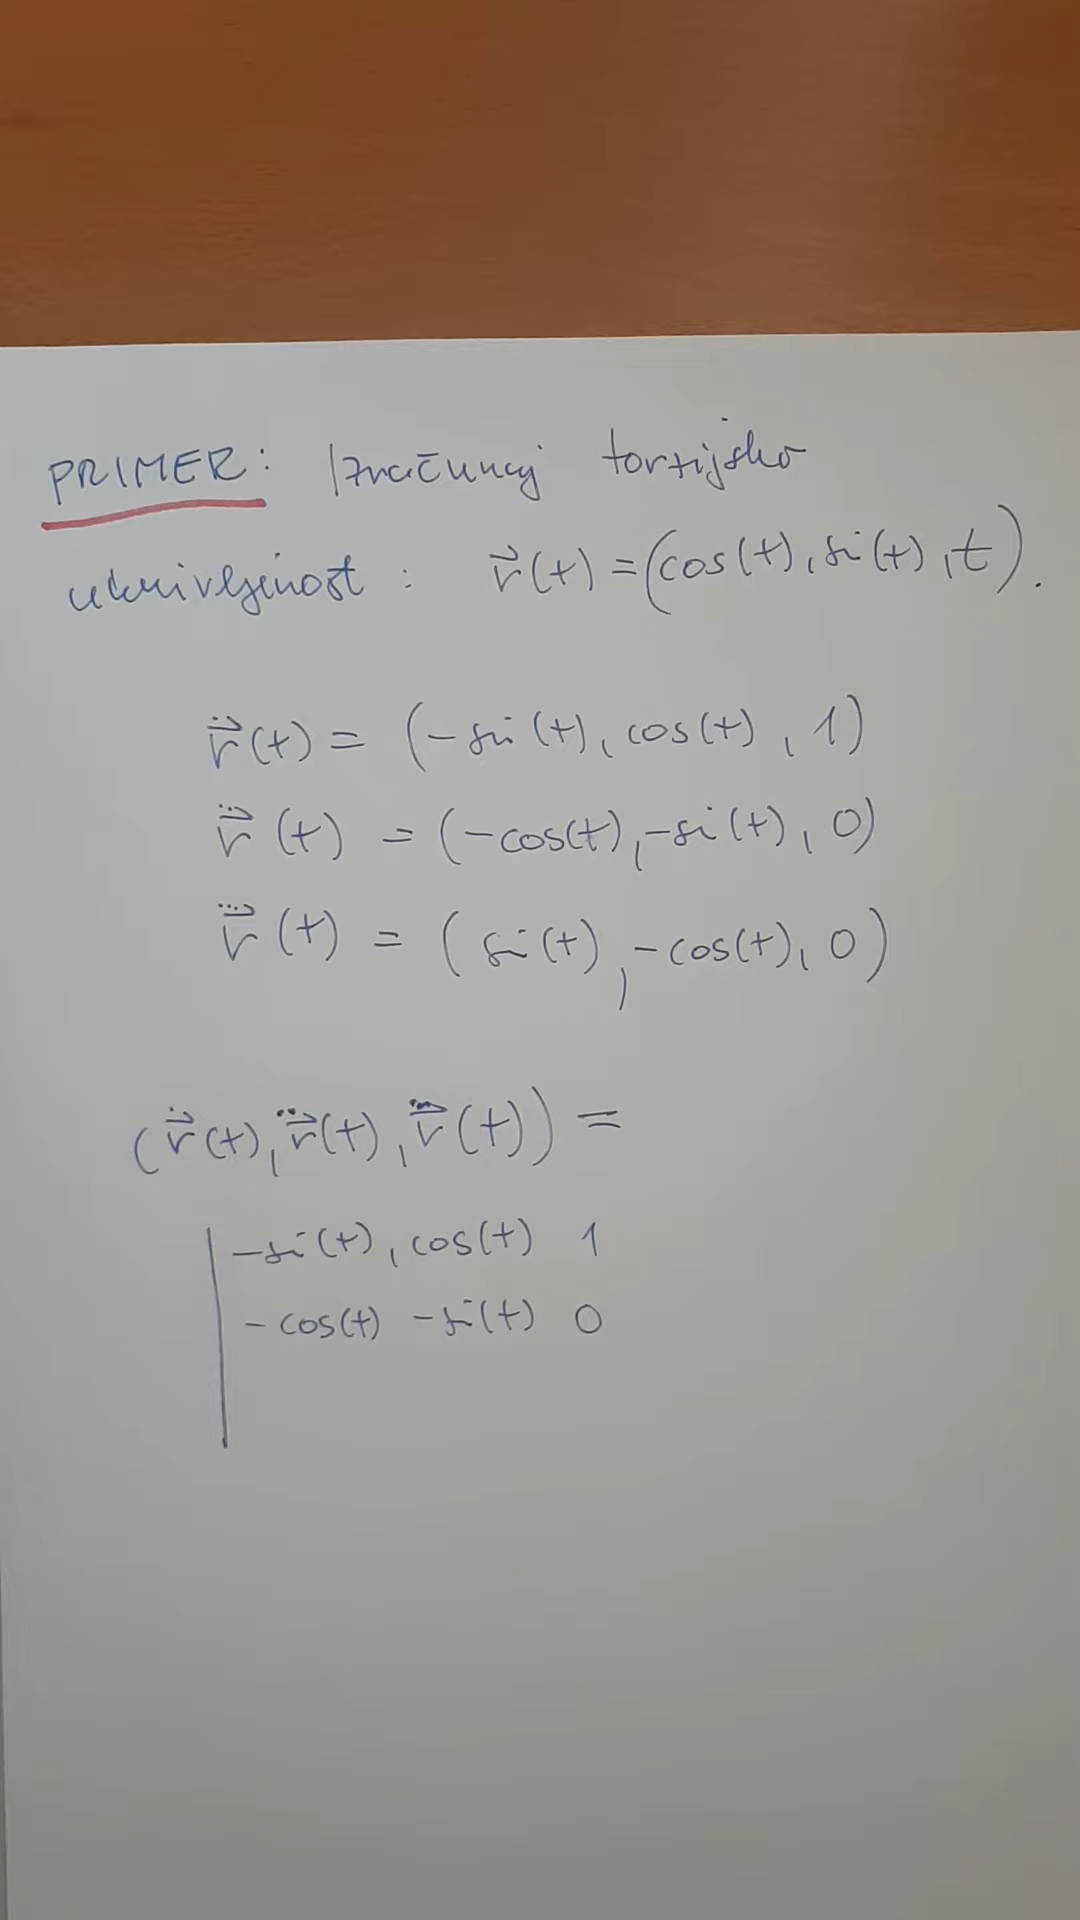 PRIMER: Izračunaj torzijsko
ukrivljenost: r⃗(t) = (cos(t), sin(t), t).
ṙ⃗(t) = (-sin(t), cos(t), 1)
r̈⃗(t) = (-cos(t), -sin(t), 0)
r⃛⃗(t) = (sin(t), -cos(t), 0)
(ṙ⃗(t), r̈⃗(t), r⃛⃗(t)) =
| -sin(t), cos(t) 1
-cos(t) -sin(t) 0